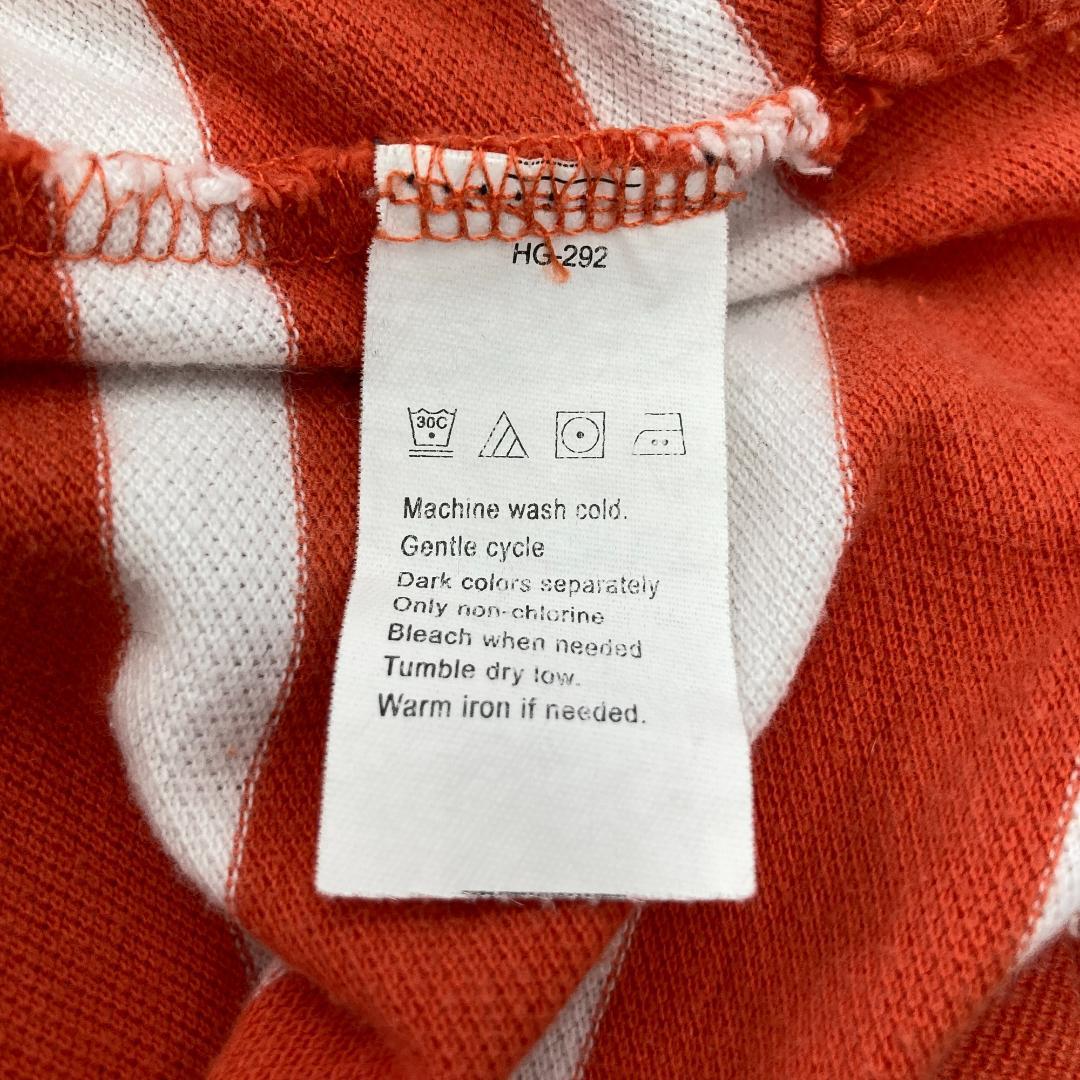 HG-292
30C
Machine wash cold.
Gentle cycle
Dark colors separately
Only non-chlorine
Bleach when needed
Tumble dry low.
Warm iron if needed.